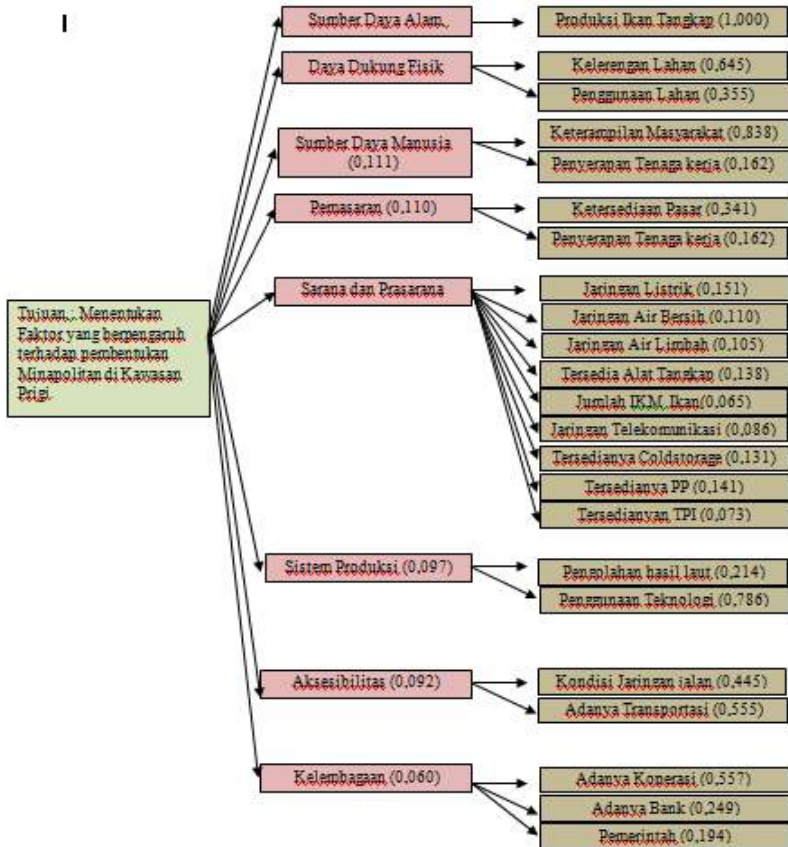 I
Sumber Daya Alam.
Produksi Ikan Tangkap (1,000)
Daya Dukung Fisik
Kelerengan Lahan (0,645)
Penggunaan Lahan (0,355)
Sumber Daya Manusia
(0,111)
Keterampilan Masyarakat (0,838)
Penyerapan Tenaga kerja (0,162)
Pemasaran (0,110)
Ketersediaan Pasar (0,341)
Penyerapan Tenaga kerja (0,162)
Tujuan ; Menentukan
Faktor yang berpengaruh
terhadap pembentukan
Minapolitan di Kawasan
Prigi.
Sarana dan Prasarana
Jaringan Listrik (0,151)
Jaringan Air Bersih (0,110)
Jaringan Air Limbah (0,105)
Tersedia Alat Tangkap (0,138)
Jumlah IKM Ikan(0,065)
Jaringan Telekomunikasi (0,086)
Tersedianya Coldstorage (0,131)
Tersedianya PP (0,141)
Tersedianyan TPI (0,073)
Sistem Produksi (0,097)
Pengolahan hasil laut (0,214)
Penggunaan Teknologi (0,786)
Aksesibilitas (0,092)
Kondisi Jaringan jalan (0,445)
Adanya Transportasi (0,555)
Kelembagaan (0,060)
Adanya Koperasi (0,557)
Adanya Bank (0,249)
Pemerintah (0,194)